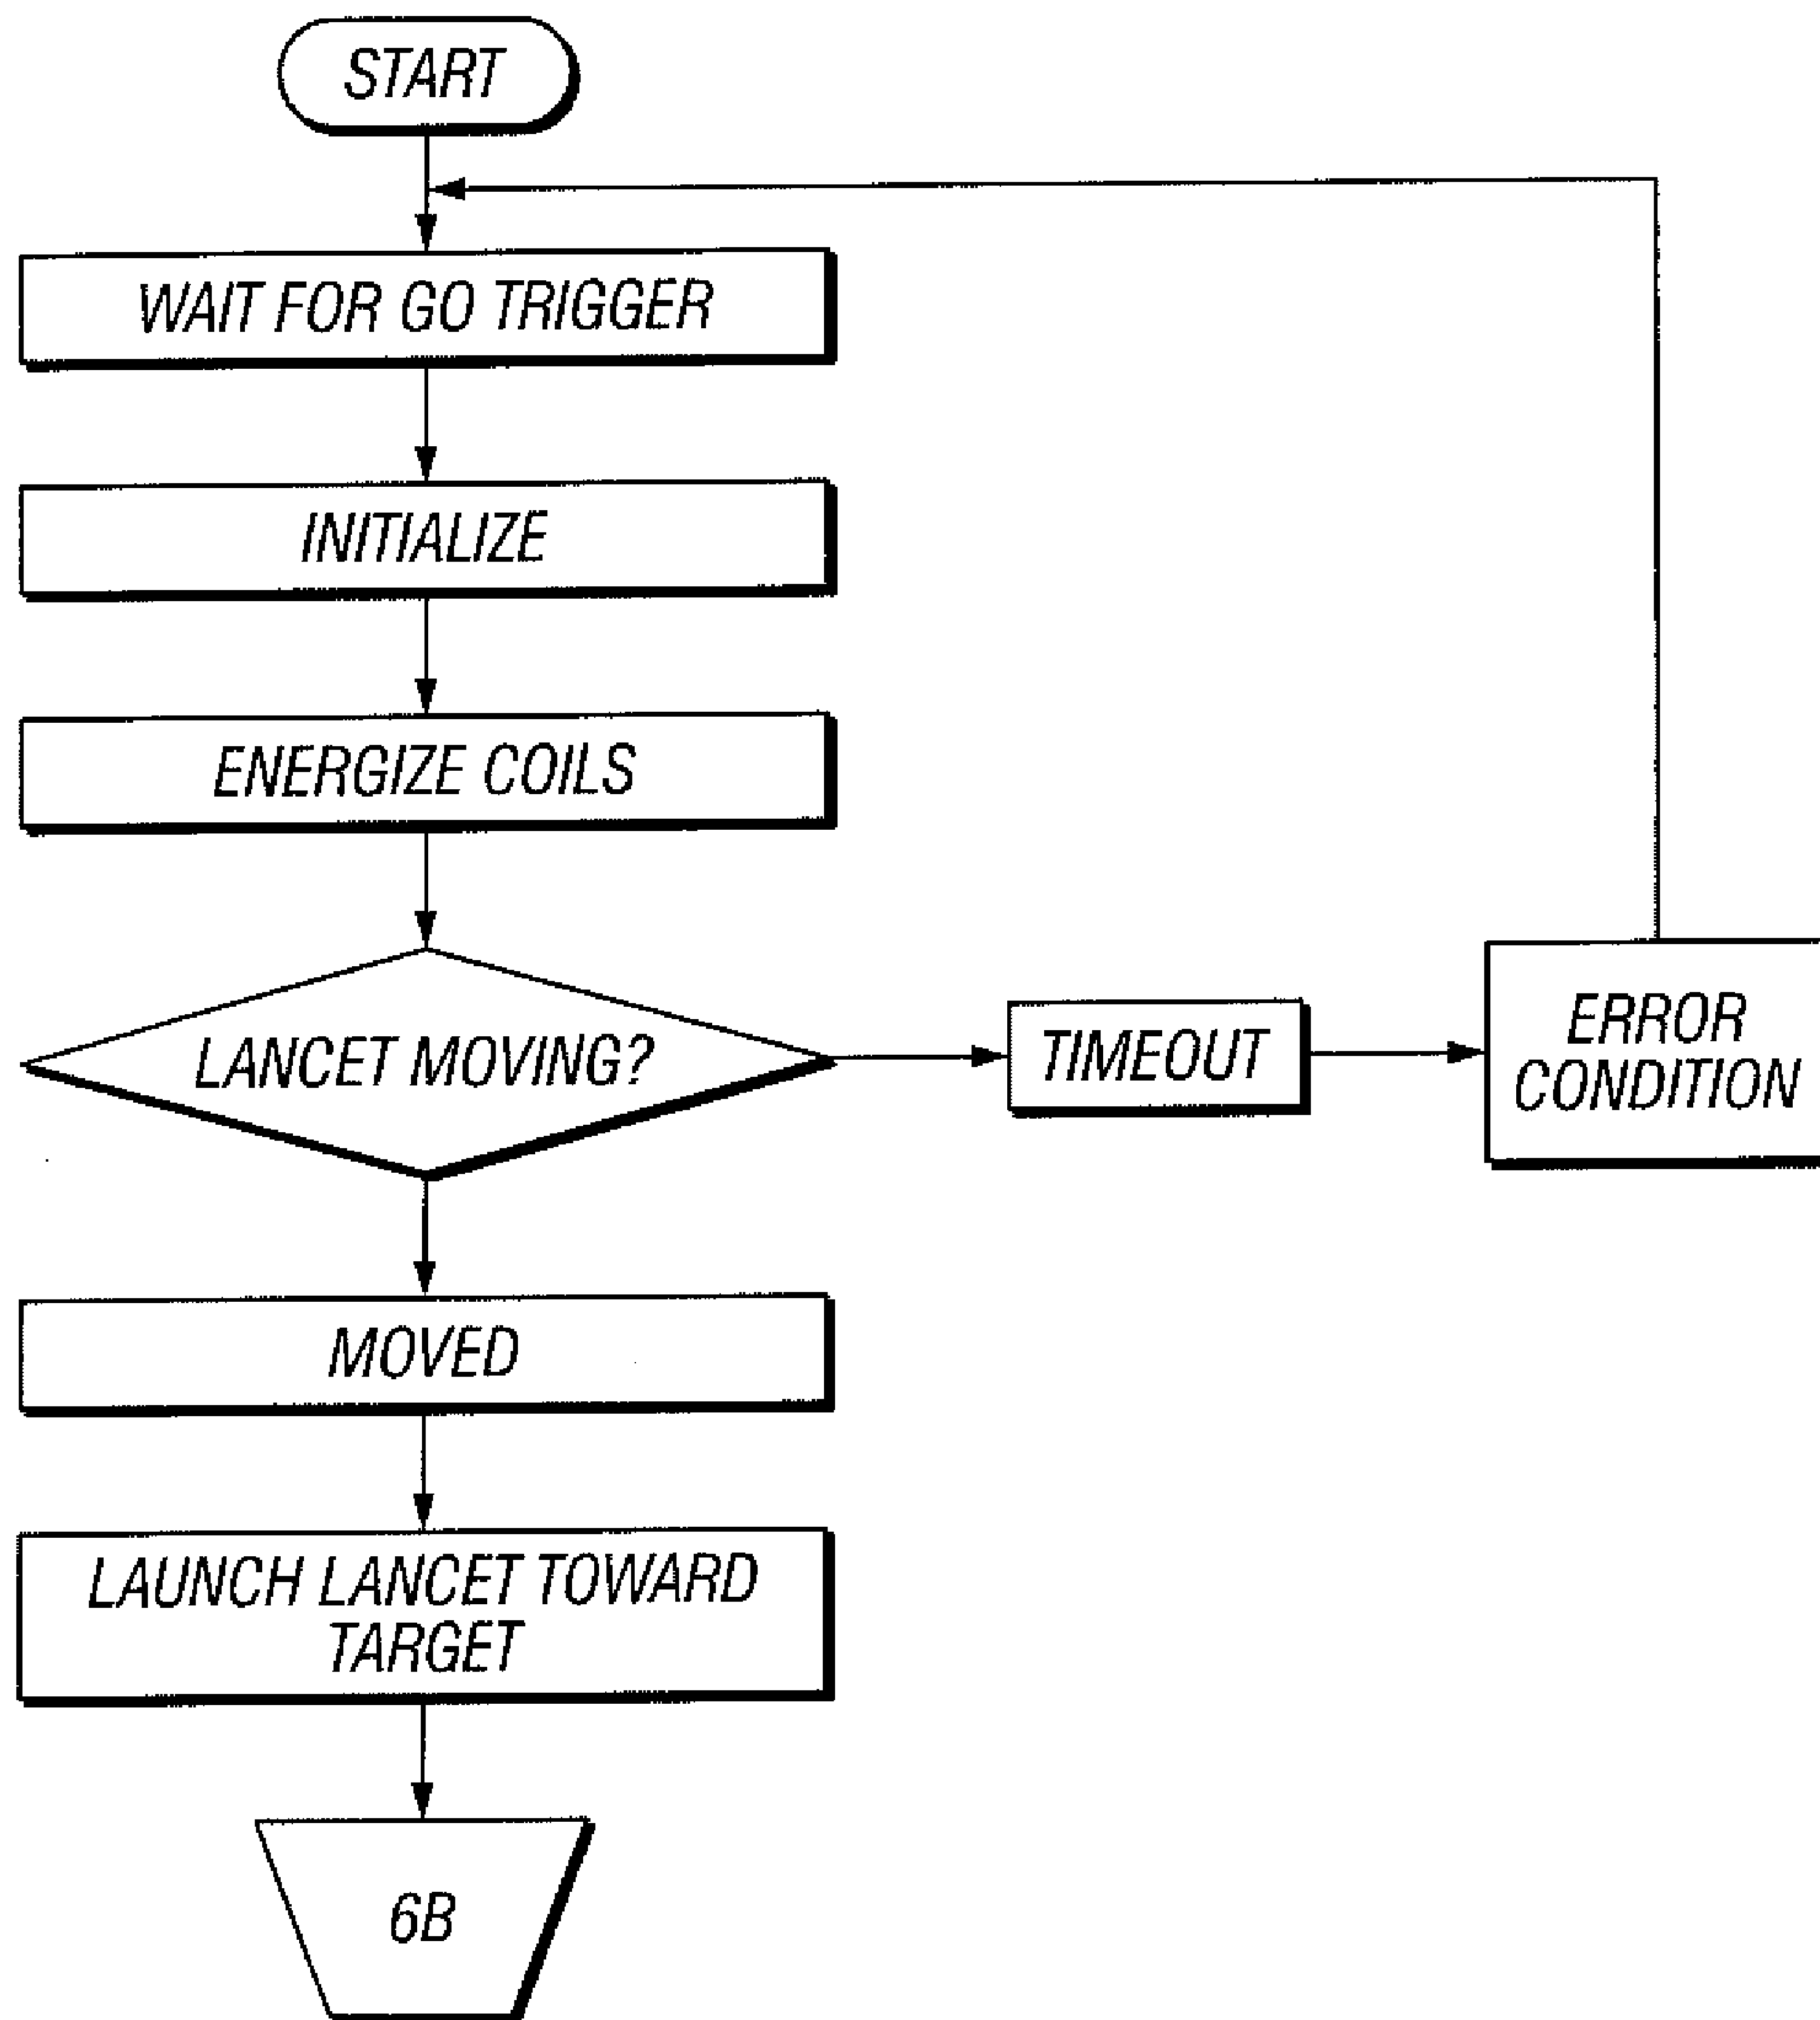 START
WAIT FOR GO TRIGGER
INITIALIZE
ENERGIZE COILS
LANCET MOVING?
TIMEOUT
ERROR
CONDITION
MOVED
LAUNCH LANCET TOWARD
TARGET
6B